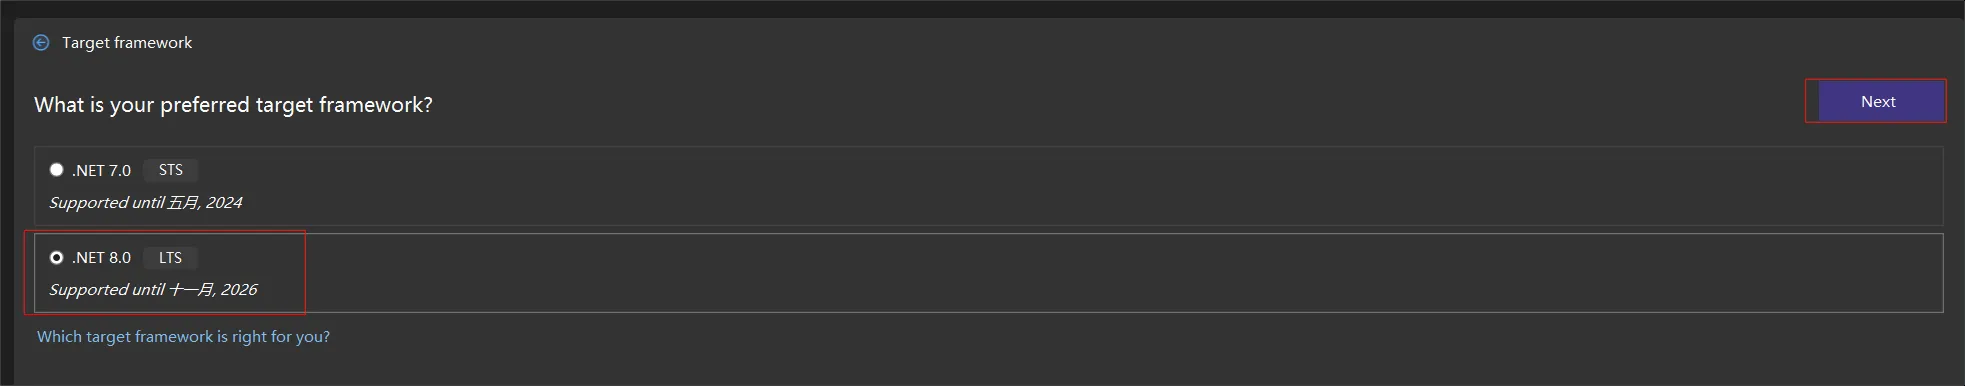 Target framework
What is your preferred target framework?
Next
.NET 7.0 STS
Supported until 五月, 2024
.NET 8.0 LTS
Supported until 十一月, 2026
Which target framework is right for you?